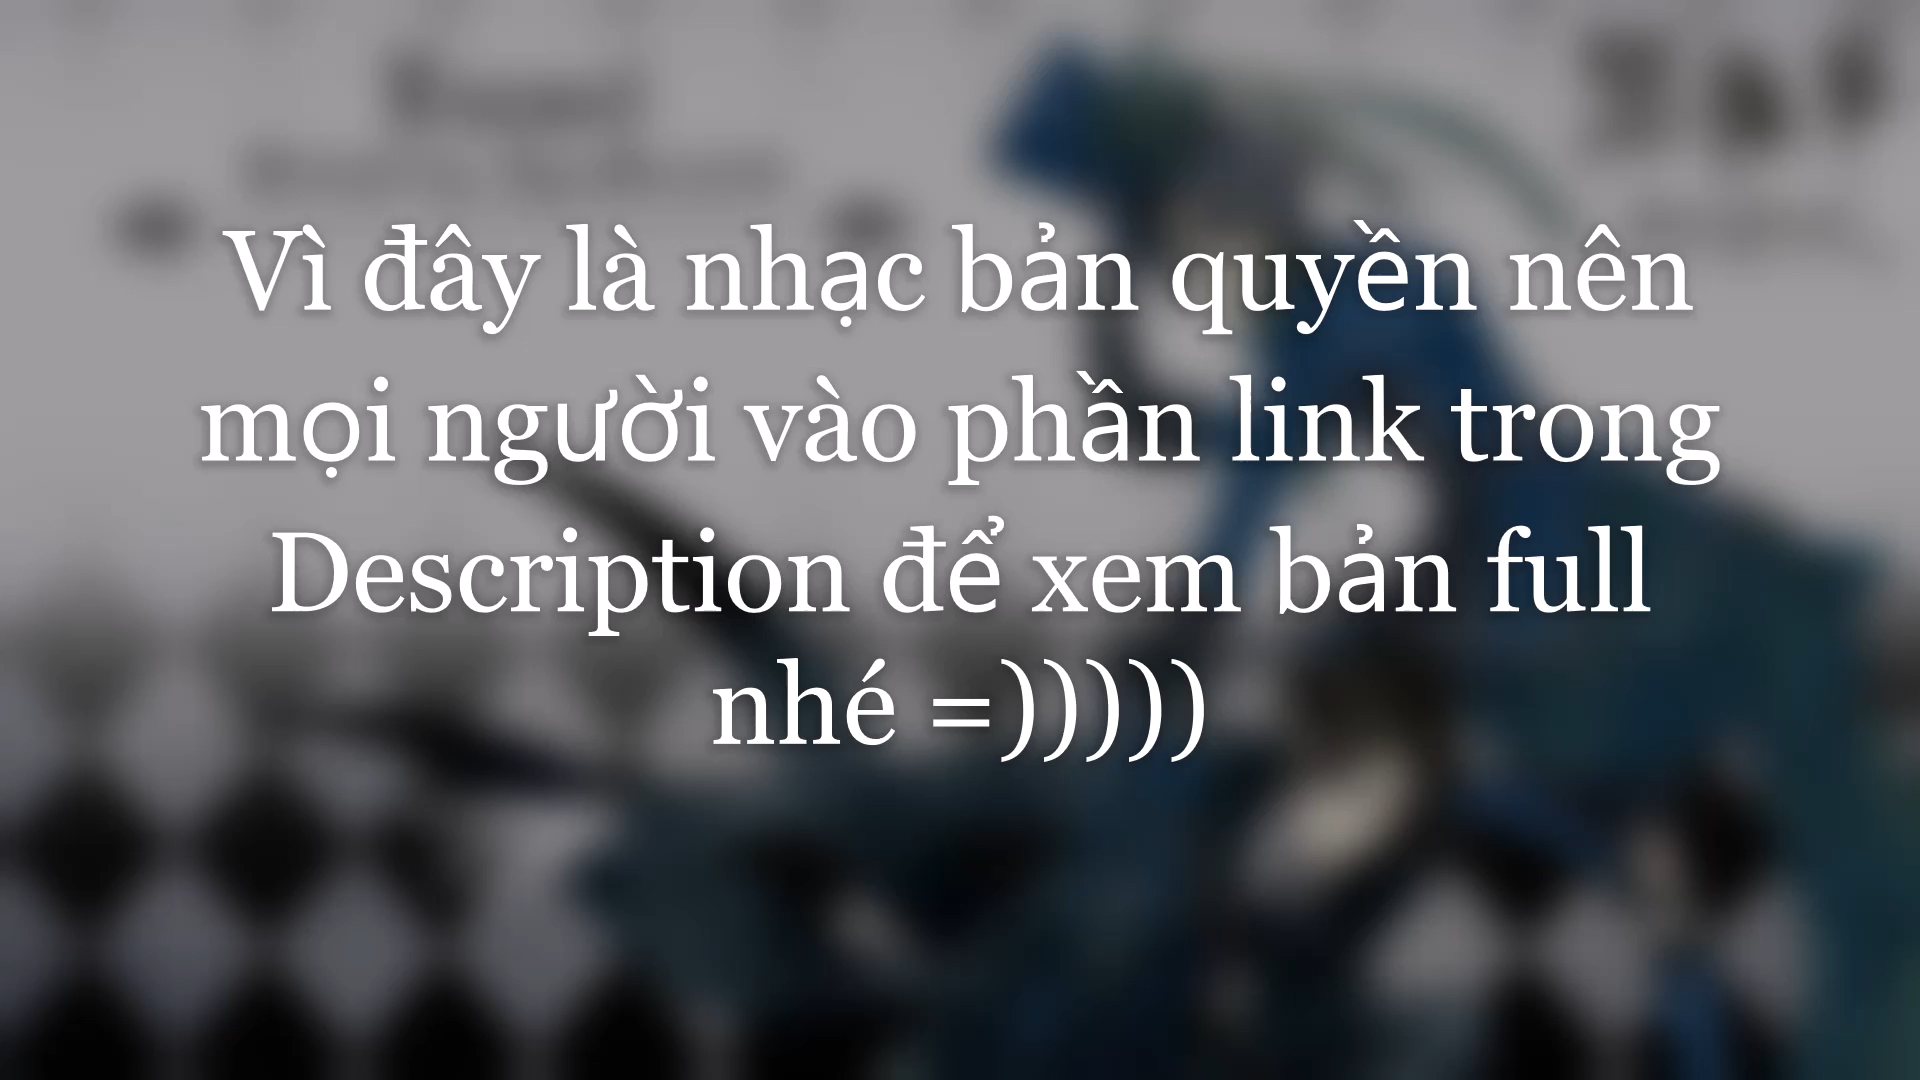 Vì đây là nhạc bản quyền nên
mọi người vào phần link trong
Description để xem bản full
nhé =)))))